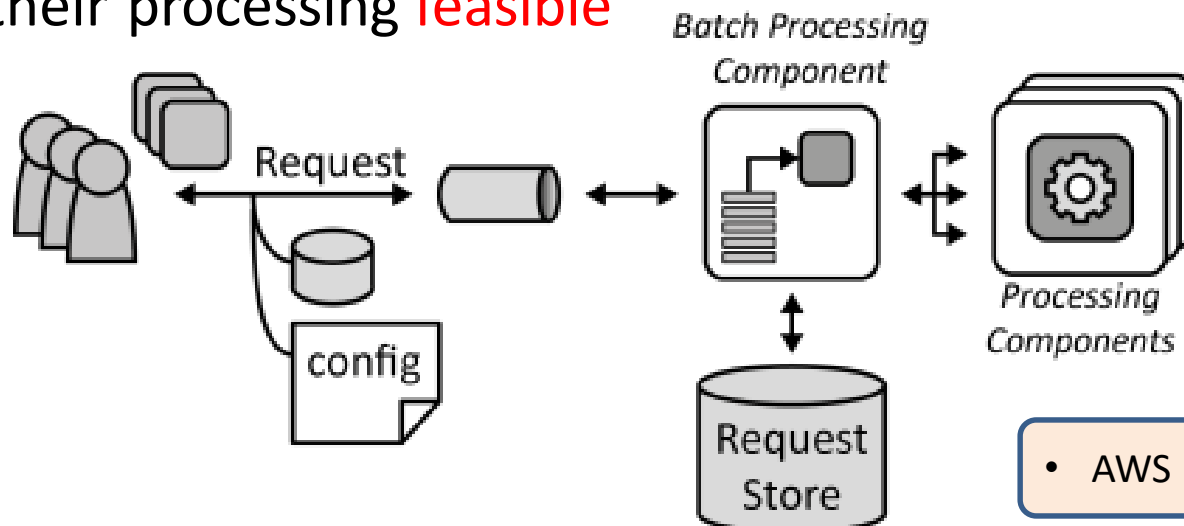 their processing feasible
Batch Processing
Component
Request
config
Processing
Components
Request
Store
• AWS